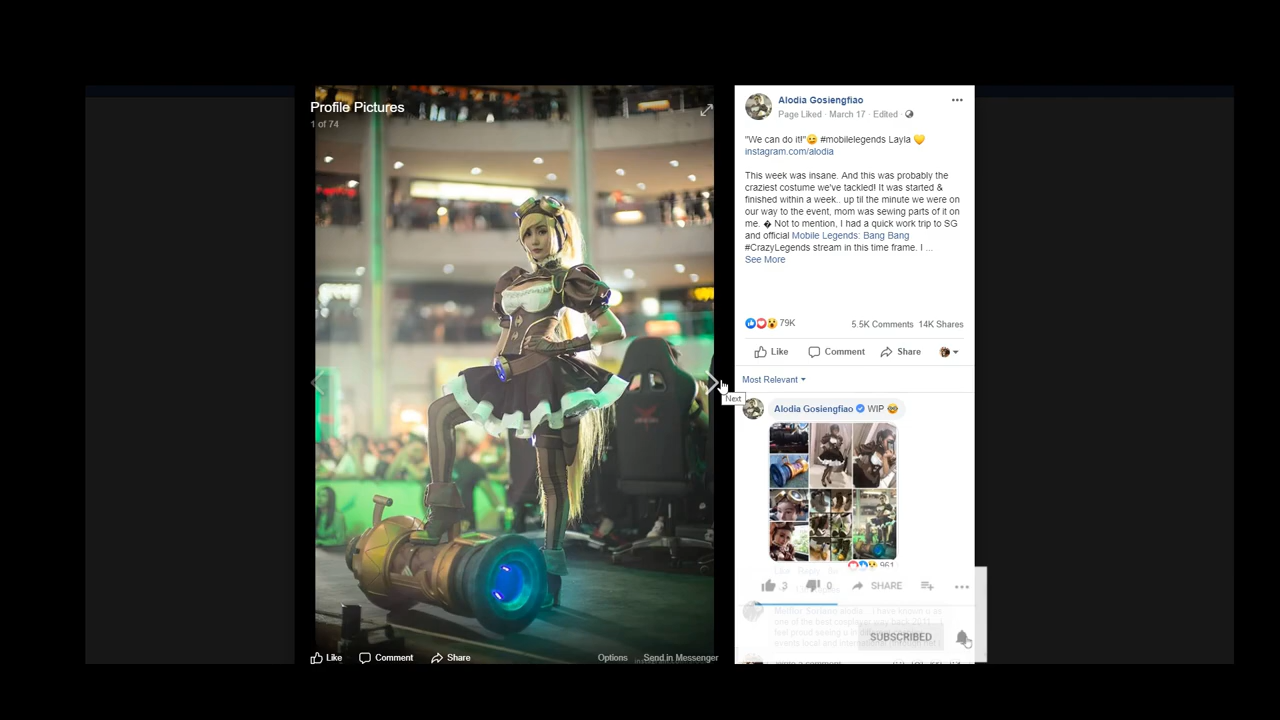 Profile Pictures
1 of 74
Like Comment Share
Options Send in Messenger
Alodia Gosiengfiao
Page Liked · March 17 · Edited ·
"We can do it!" #mobilelegends Layla
instagram.com/alodia
This week was insane. And this was probably the
craziest costume we've tackled! It was started &
finished within a week.. up til the minute we were on
our way to the event, mom was sewing parts of it on
me. � Not to mention, I had a quick work trip to SG
and official Mobile Legends: Bang Bang
#CrazyLegends stream in this time frame. I ...
See More
79K 5.5K Comments 14K Shares
Like Comment Share
Most Relevant
Next
Alodia Gosiengfiao WIP
961
3 0 SHARE
SUBSCRIBED